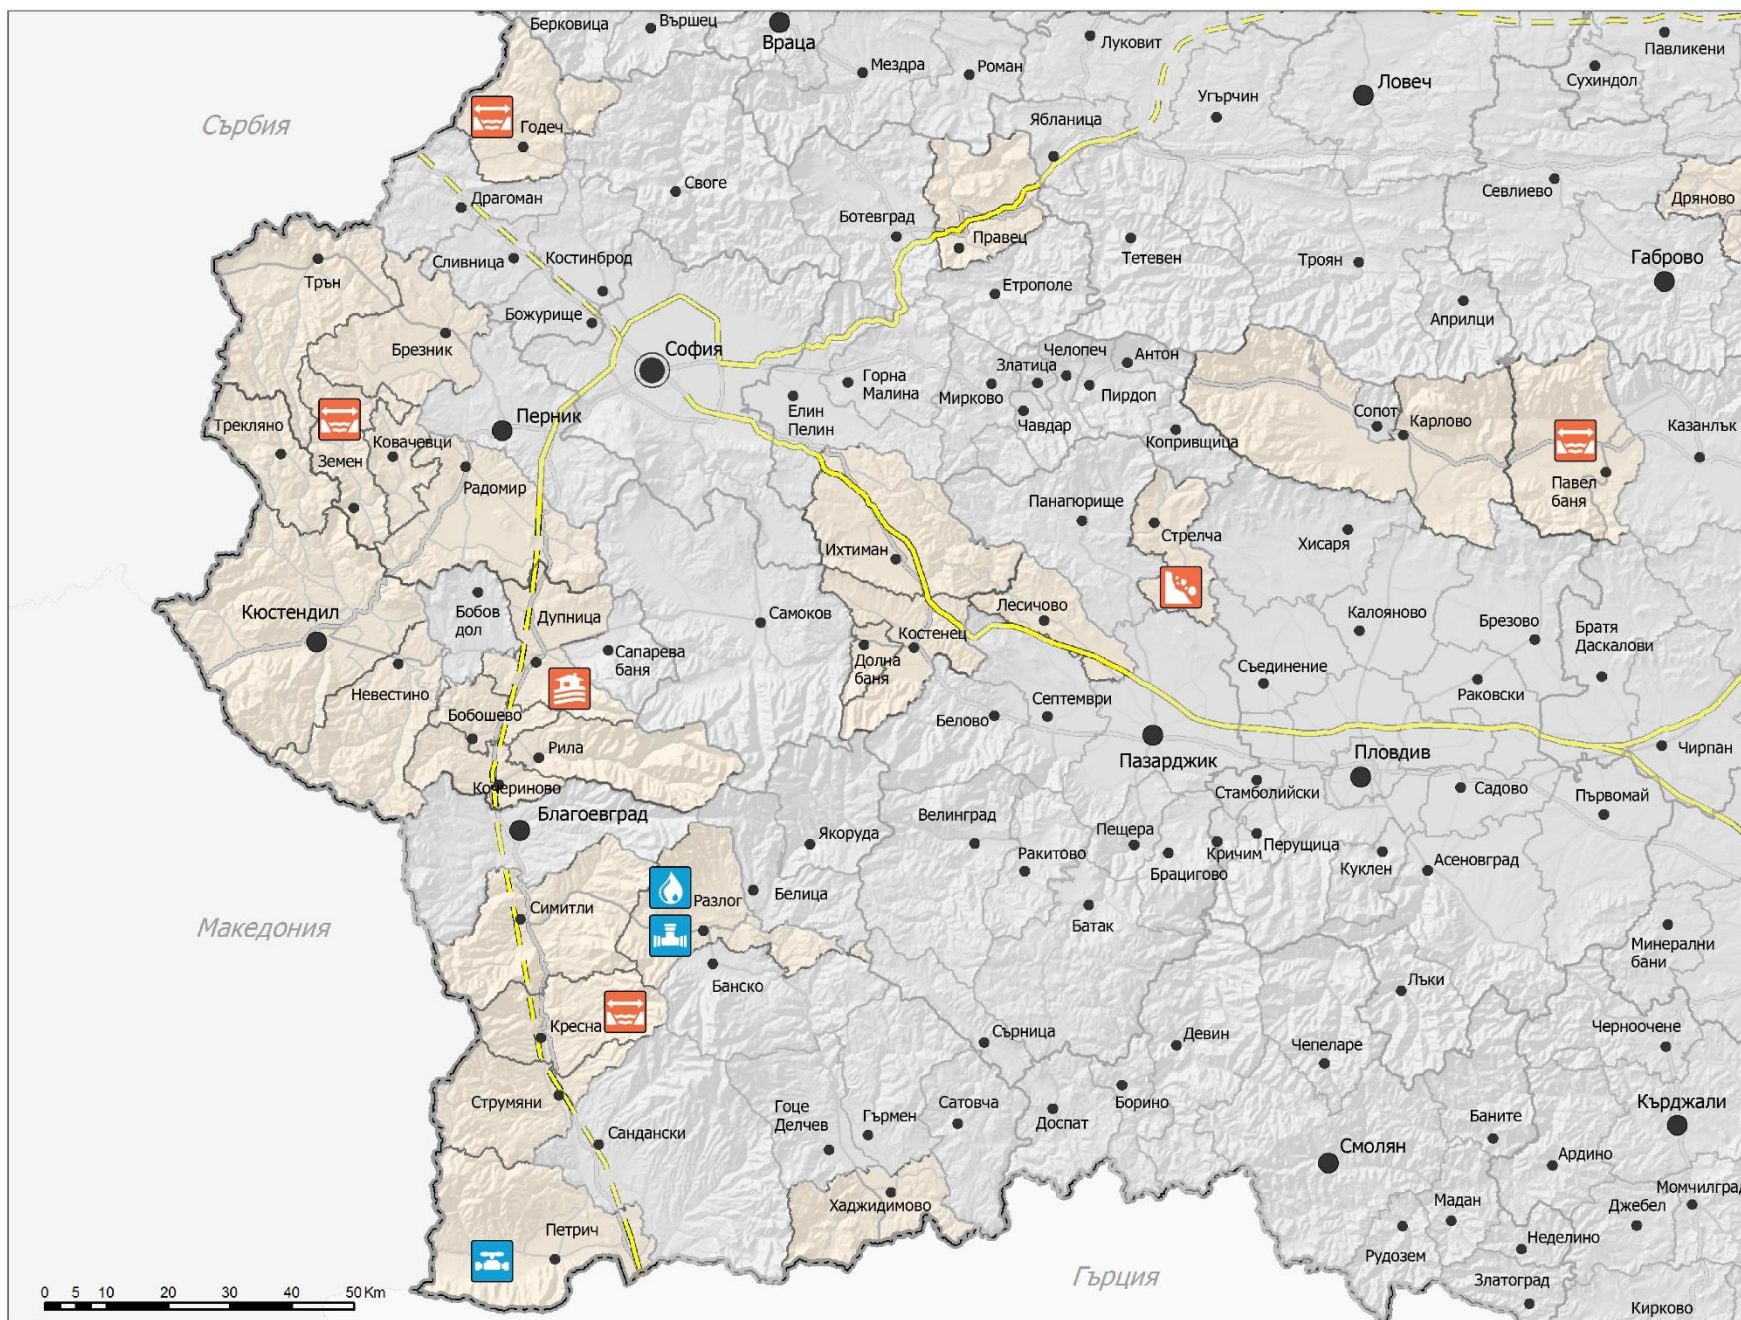 Берковица
Вършец
Враца
Луковит
Павликени
Мездра
Роман
Ловеч
Сухиндол
Угърчин
Сърбия
Годеч
Ябланица
Своге
Севлиево
Драгоман
Дряново
Ботевград
Правец
Тетевен
Троян
Габрово
Трън
Сливница
Костинброд
Етрополе
Априлци
Божурище
Брезник
София
Челопеч
Антон
Златица
Горна
Малина
Мирково
Пирдоп
Елин
Пелин
Чавдар
Сопот
Карлово
Казанлък
Перник
Трекляно
Ковачевци
Земен
Копривщица
Радомир
Павел
баня
Панагюрище
Стрелча
Хисаря
Ихтиман
Кюстендил
Бобов
дол
Дупница
Самоков
Лесичово
Калояново
Брезово
Братя
Даскалови
Костенец
Долна
баня
Сапарева
баня
Съединение
Раковски
Невестино
Септември
Белово
Бобошево
Рила
Пазарджик
Пловдив
Чирпан
Кочериново
Стамболийски
Садово
Първомай
Благоевград
Велинград
Пещера
Якоруда
Ракитово
Брацигово
Кричим
Перущица
Куклен
Асеновград
Белица
Разлог
Симитли
Батак
Македония
Минерални
бани
Банско
Лъки
Кресна
Сърница
Девин
Чепеларе
Черноочене
Струмяни
Гоце
Делчев
Гърмен
Сатовча
Доспат
Борино
Баните
Кърджали
Сандански
Смолян
Ардино
Хаджидимово
Мадан
Джебел
Момчилград
Петрич
Рудозем
Неделино
Гърция
Златоград
Кирково
0 5 10 20 30 40 50 Km